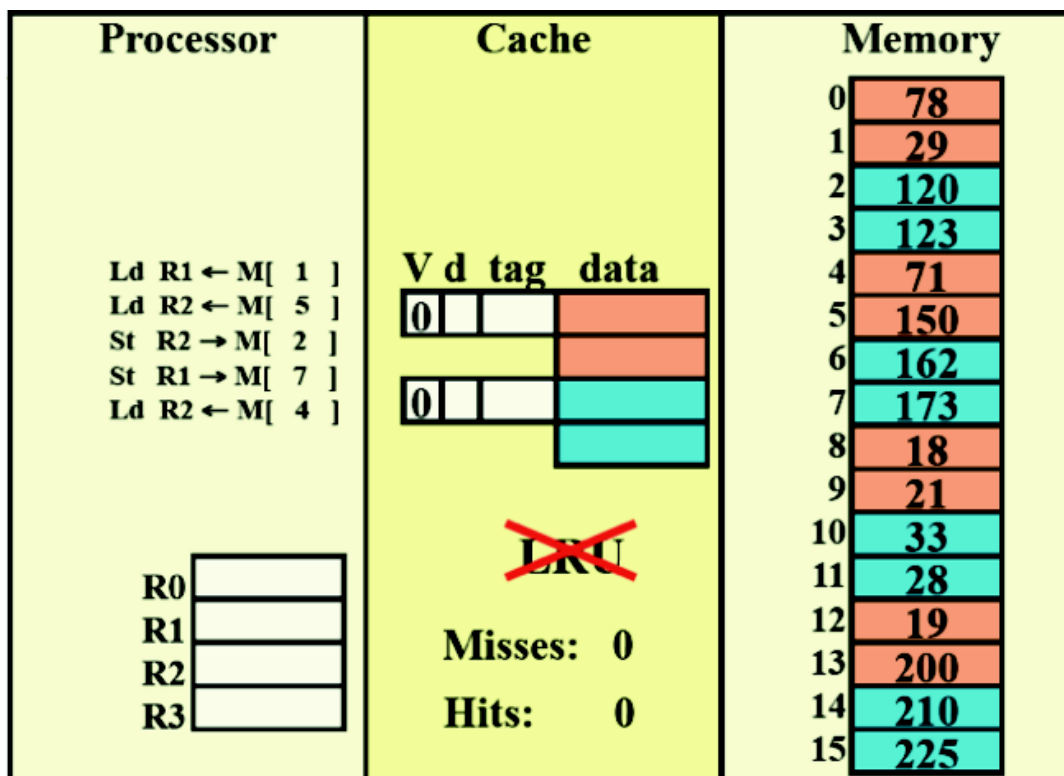 Processor
Ld R1 ← M[ 1 ]
Ld R2 ← M[ 5 ]
St R2 → M[ 2 ]
St R1 → M[ 7 ]
Ld R2 ← M[ 4 ]
R0
R1
R2
R3
Cache
V d tag data
0
0
LRU
Misses: 0
Hits: 0
Memory
0 78
1 29
2 120
3 123
4 71
5 150
6 162
7 173
8 18
9 21
10 33
11 28
12 19
13 200
14 210
15 225